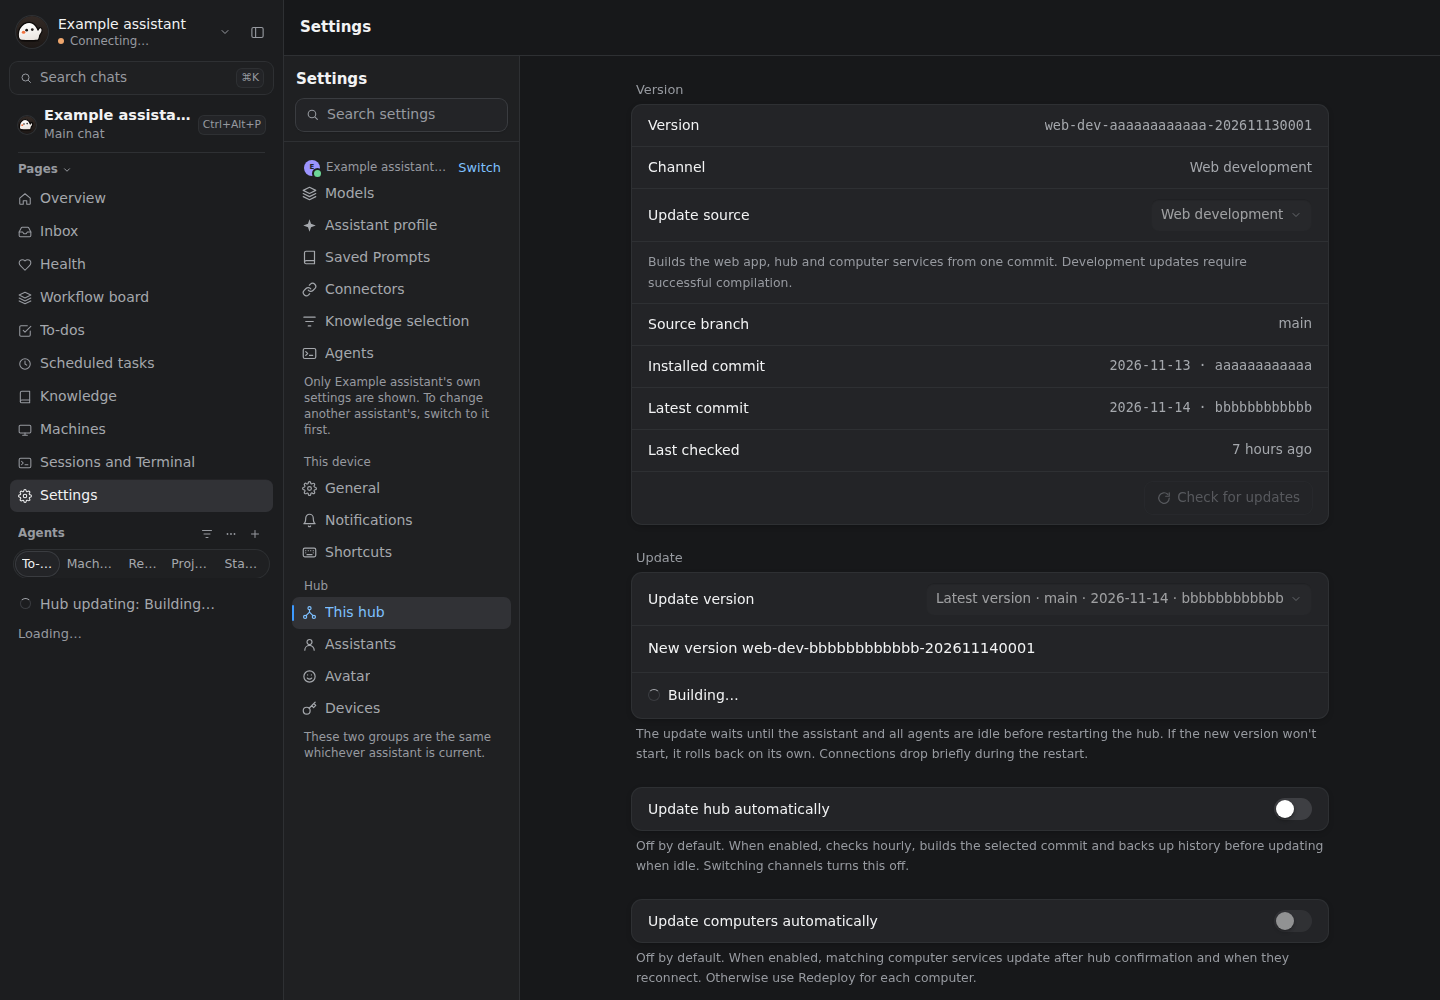 Example assistant
Connecting…
Search chats
⌘K
Example assista…
Main chat
Ctrl+Alt+P
Pages
Overview
Inbox
Health
Workflow board
To-dos
Scheduled tasks
Knowledge
Machines
Sessions and Terminal
Settings
Agents
To-…
Mach…
Re…
Proj…
Sta…
Hub updating: Building…
Loading…
Settings
Settings
Search settings
E
Example assistant…
Switch
Models
Assistant profile
Saved Prompts
Connectors
Knowledge selection
Agents
Only Example assistant's own
settings are shown. To change
another assistant's, switch to it
first.
This device
General
Notifications
Shortcuts
Hub
This hub
Assistants
Avatar
Devices
These two groups are the same
whichever assistant is current.
Version
Version
web-dev-aaaaaaaaaaaa-202611130001
Channel
Web development
Update source
Web development
Builds the web app, hub and computer services from one commit. Development updates require
successful compilation.
Source branch
main
Installed commit
2026-11-13 · aaaaaaaaaaaa
Latest commit
2026-11-14 · bbbbbbbbbbbb
Last checked
7 hours ago
Check for updates
Update
Update version
Latest version · main · 2026-11-14 · bbbbbbbbbbbb
New version web-dev-bbbbbbbbbbbb-202611140001
Building…
The update waits until the assistant and all agents are idle before restarting the hub. If the new version won't
start, it rolls back on its own. Connections drop briefly during the restart.
Update hub automatically
Off by default. When enabled, checks hourly, builds the selected commit and backs up history before updating
when idle. Switching channels turns this off.
Update computers automatically
Off by default. When enabled, matching computer services update after hub confirmation and when they
reconnect. Otherwise use Redeploy for each computer.